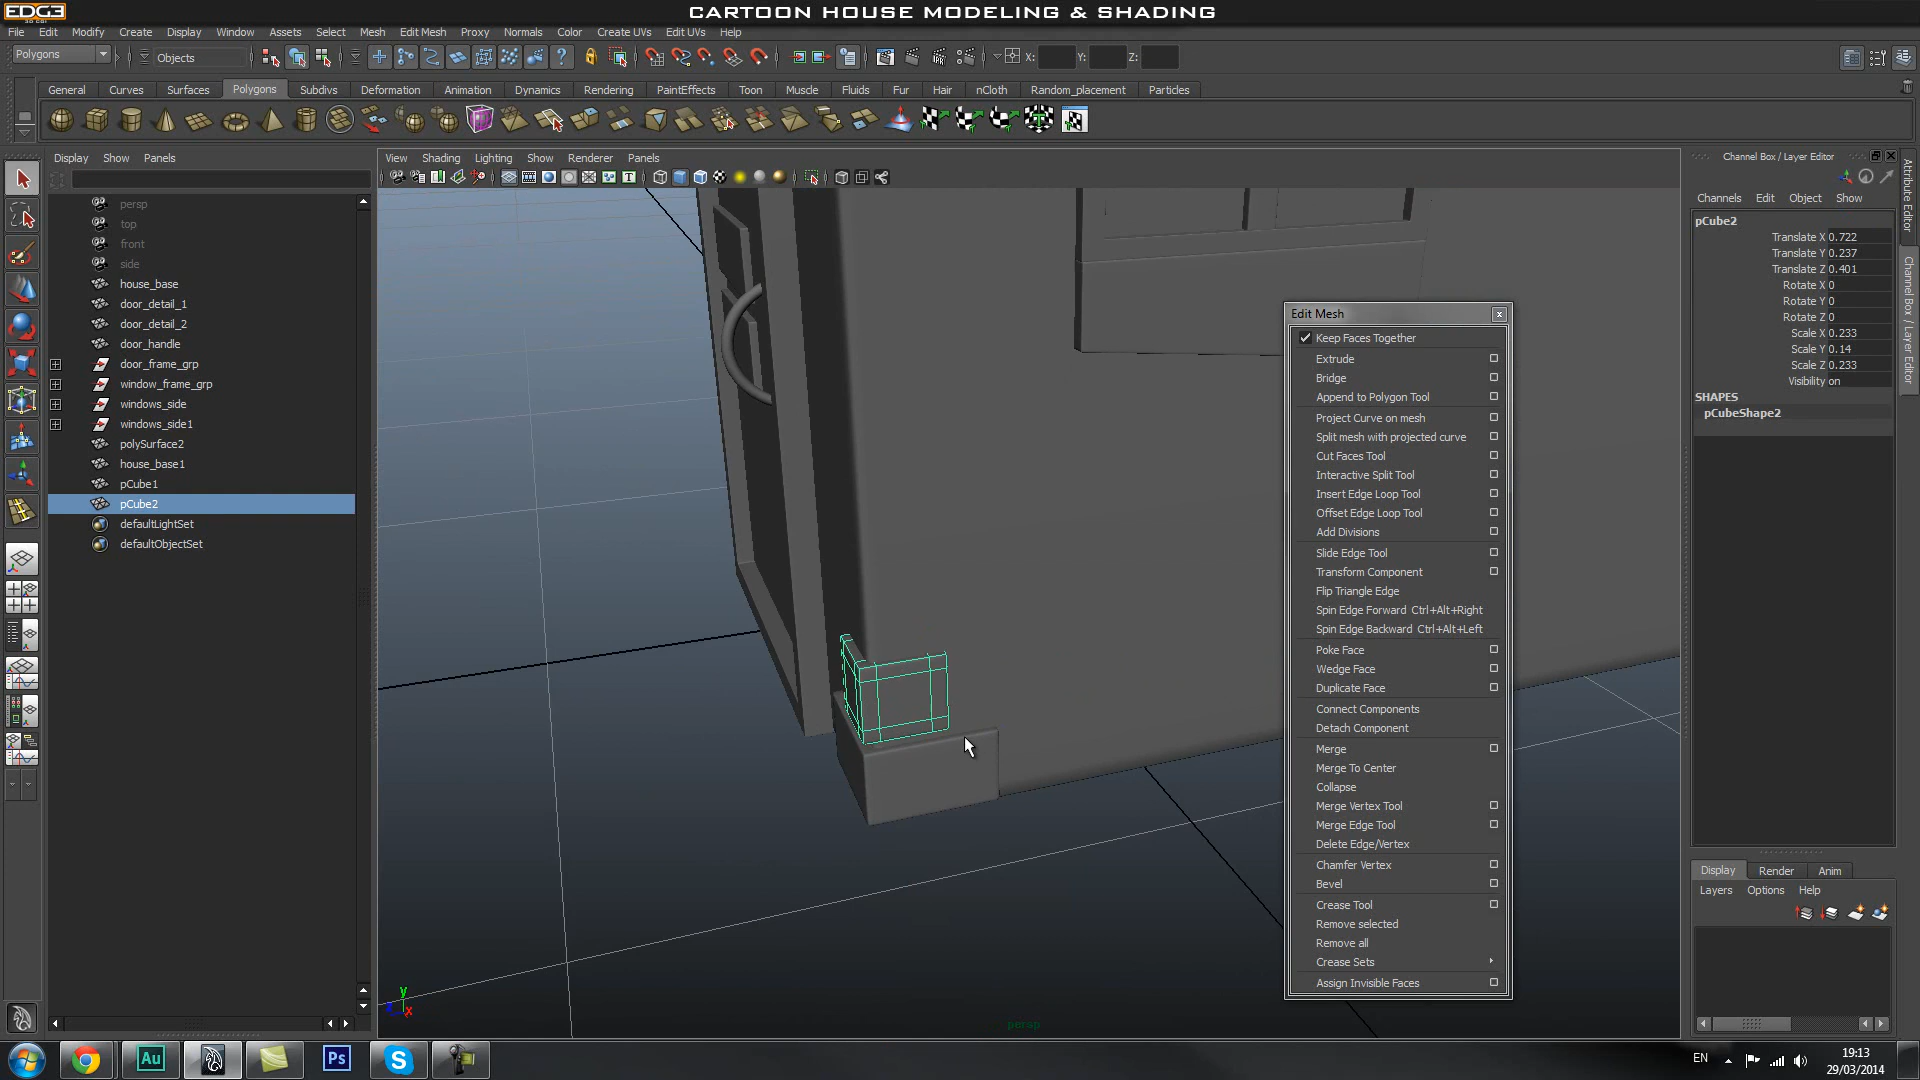 EDGE
3D CGI
CARTOON HOUSE MODELING & SHADING
File Edit Modify Create Display Window Assets Select Mesh Edit Mesh Proxy Normals Color Create UVs Edit UVs Help
Polygons Objects X: Y: Z:
General Curves Surfaces Polygons Subdivs Deformation Animation Dynamics Rendering PaintEffects Toon Muscle Fluids Fur Hair nCloth Random_placement Particles
Display Show Panels
View Shading Lighting Show Renderer Panels
Channel Box / Layer Editor
Channels Edit Object Show
persp
top
front
side
house_base
door_detail_1
door_detail_2
door_handle
door_frame_grp
window_frame_grp
windows_side
windows_side1
polySurface2
house_base1
pCube1
pCube2
defaultLightSet
defaultObjectSet
Edit Mesh
Keep Faces Together
Extrude
Bridge
Append to Polygon Tool
Project Curve on mesh
Split mesh with projected curve
Cut Faces Tool
Interactive Split Tool
Insert Edge Loop Tool
Offset Edge Loop Tool
Add Divisions
Slide Edge Tool
Transform Component
Flip Triangle Edge
Spin Edge Forward Ctrl+Alt+Right
Spin Edge Backward Ctrl+Alt+Left
Poke Face
Wedge Face
Duplicate Face
Connect Components
Detach Component
Merge
Merge To Center
Collapse
Merge Vertex Tool
Merge Edge Tool
Delete Edge/Vertex
Chamfer Vertex
Bevel
Crease Tool
Remove selected
Remove all
Crease Sets
Assign Invisible Faces
pCube2
Translate X 0.722
Translate Y 0.237
Translate Z 0.401
Rotate X 0
Rotate Y 0
Rotate Z 0
Scale X 0.233
Scale Y 0.14
Scale Z 0.233
Visibility on
SHAPES
pCubeShape2
Attribute Editor
Channel Box / Layer Editor
Display Render Anim
Layers Options Help
y
x
persp
Au
Ps
EN
19:13
29/03/2014